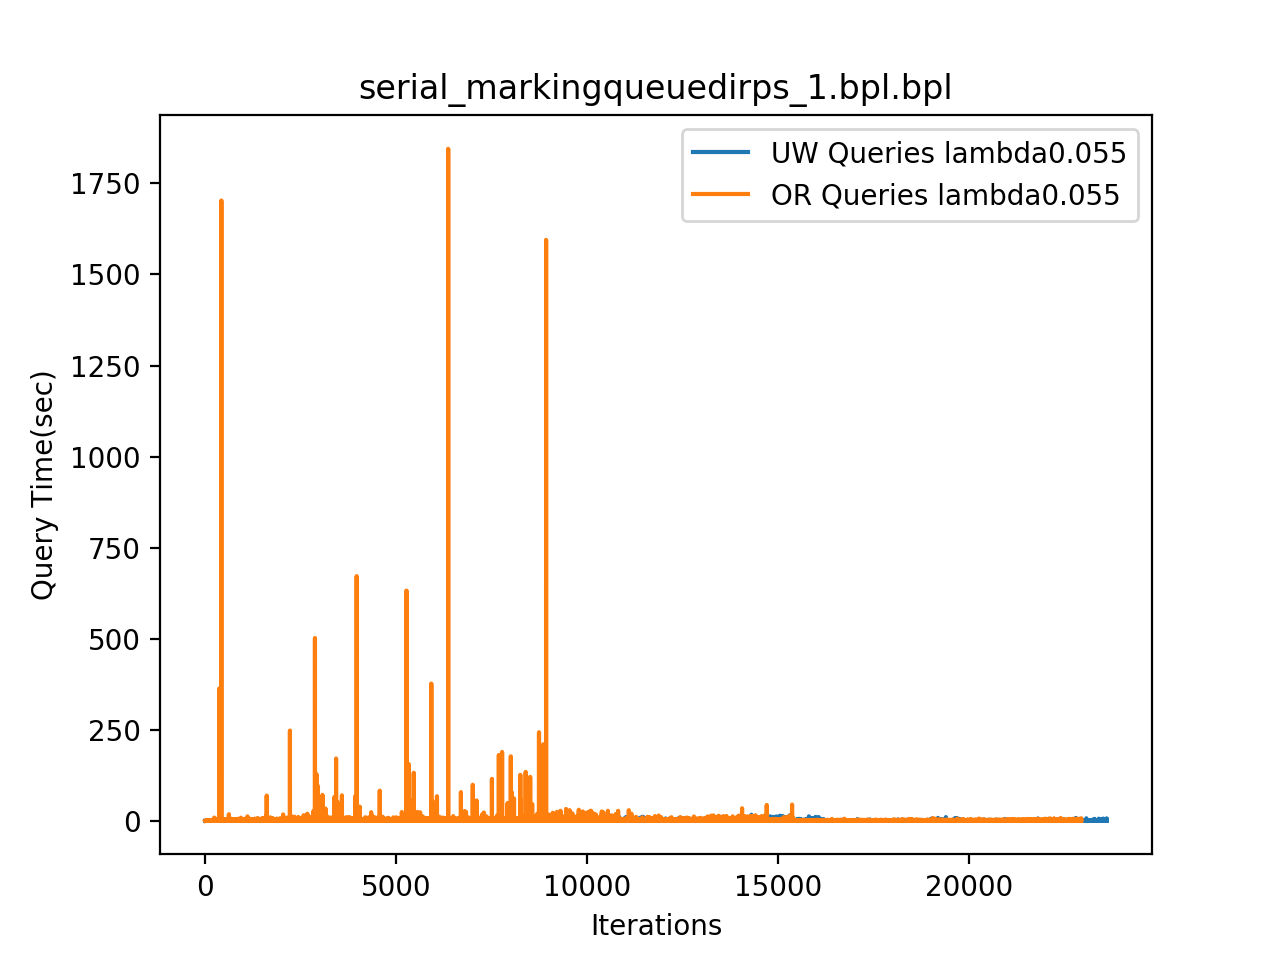 serial_markingqueuedirps_1.bpl.bpl
UW Queries lambda0.055
OR Queries lambda0.055
Query Time(sec)
1750
1500
1250
1000
750
500
250
0
0 5000 10000 15000 20000
Iterations